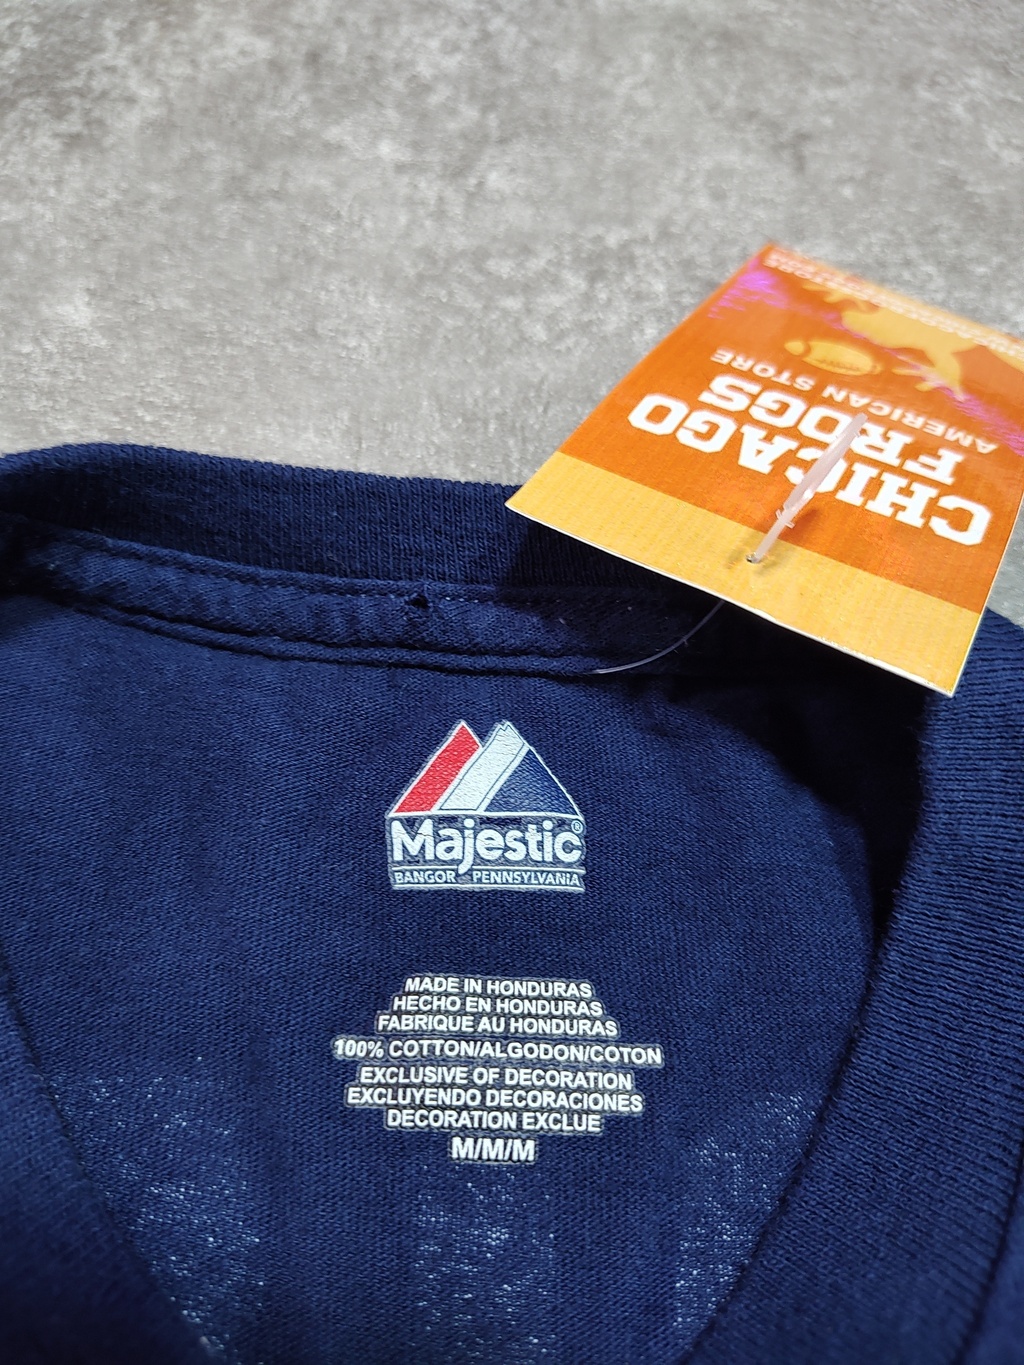 CHICAGO
FROGS
AMERICAN STORE
Majestic®
BANGOR PENNSYLVANIA
MADE IN HONDURAS
HECHO EN HONDURAS
FABRIQUE AU HONDURAS
100% COTTON/ALGODON/COTON
EXCLUSIVE OF DECORATION
EXCLUYENDO DECORACIONES
DECORATION EXCLUE
M/M/M